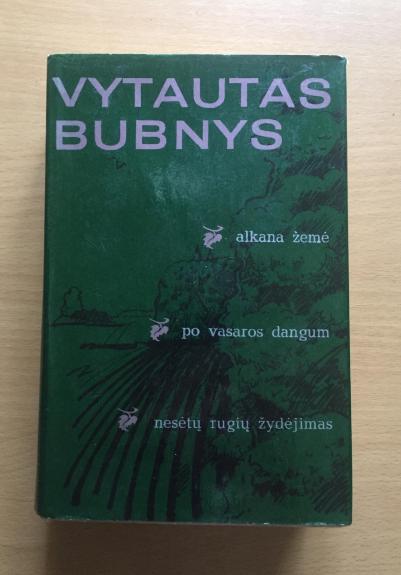 VYTAUTAS
BUBNYS
alkana žemė
po vasaros dangum
nesėtų rugių žydėjimas